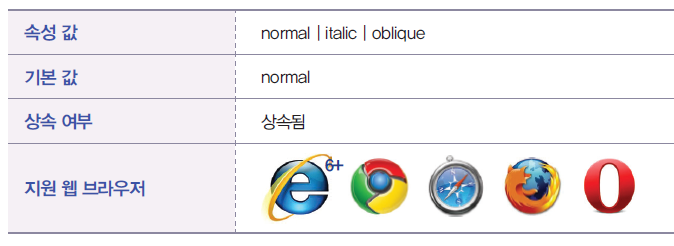 속성 값 normal | italic | oblique
기본 값 normal
상속 여부 상속됨
지원 웹 브라우저 6+